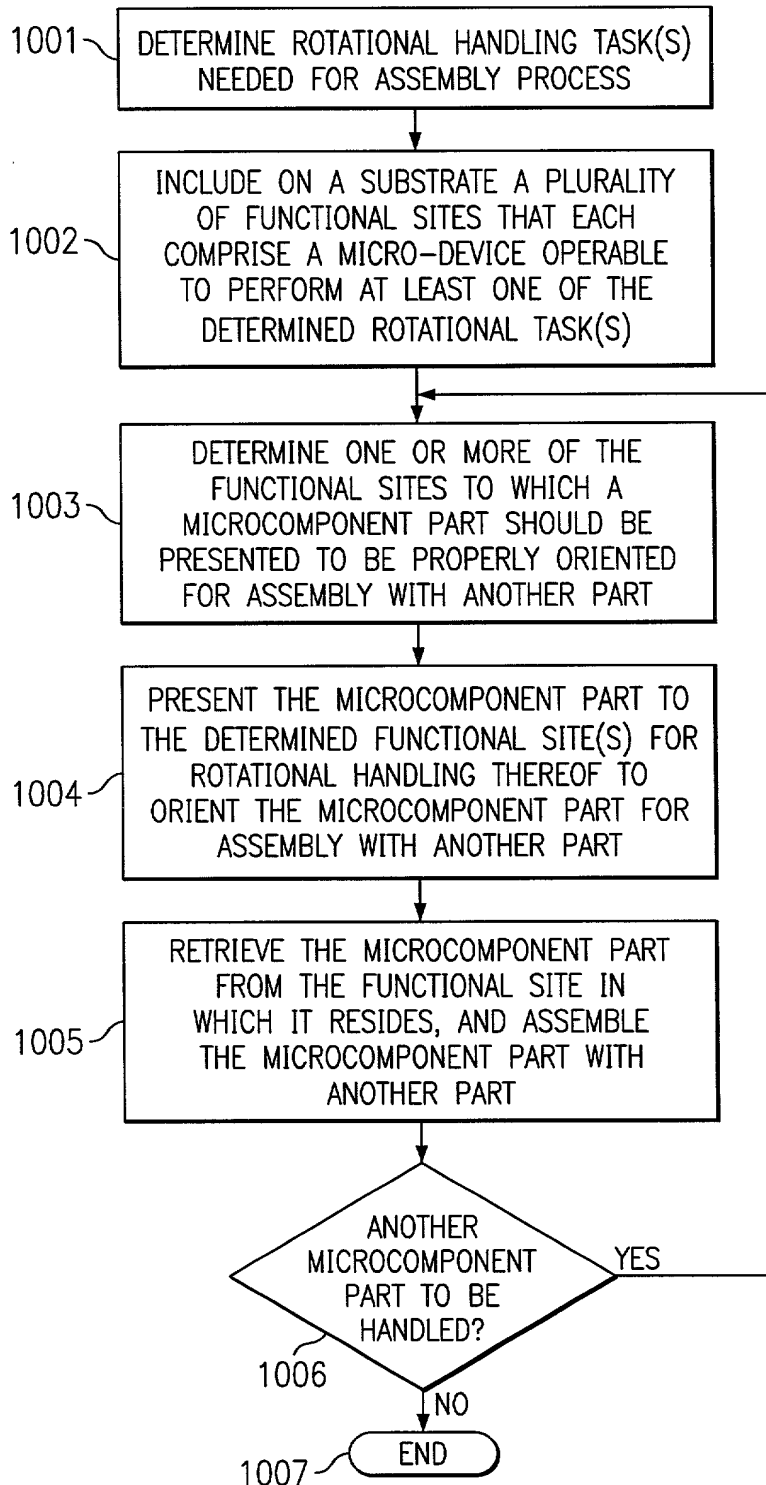 1001
DETERMINE ROTATIONAL HANDLING TASK(S)
NEEDED FOR ASSEMBLY PROCESS
1002
INCLUDE ON A SUBSTRATE A PLURALITY
OF FUNCTIONAL SITES THAT EACH
COMPRISE A MICRO-DEVICE OPERABLE
TO PERFORM AT LEAST ONE OF THE
DETERMINED ROTATIONAL TASK(S)
1003
DETERMINE ONE OR MORE OF THE
FUNCTIONAL SITES TO WHICH A
MICROCOMPONENT PART SHOULD BE
PRESENTED TO BE PROPERLY ORIENTED
FOR ASSEMBLY WITH ANOTHER PART
1004
PRESENT THE MICROCOMPONENT PART TO
THE DETERMINED FUNCTIONAL SITE(S) FOR
ROTATIONAL HANDLING THEREOF TO
ORIENT THE MICROCOMPONENT PART FOR
ASSEMBLY WITH ANOTHER PART
1005
RETRIEVE THE MICROCOMPONENT PART
FROM THE FUNCTIONAL SITE IN
WHICH IT RESIDES, AND ASSEMBLE
THE MICROCOMPONENT PART WITH
ANOTHER PART
ANOTHER
MICROCOMPONENT
PART TO BE
HANDLED?
YES
1006
NO
END
1007